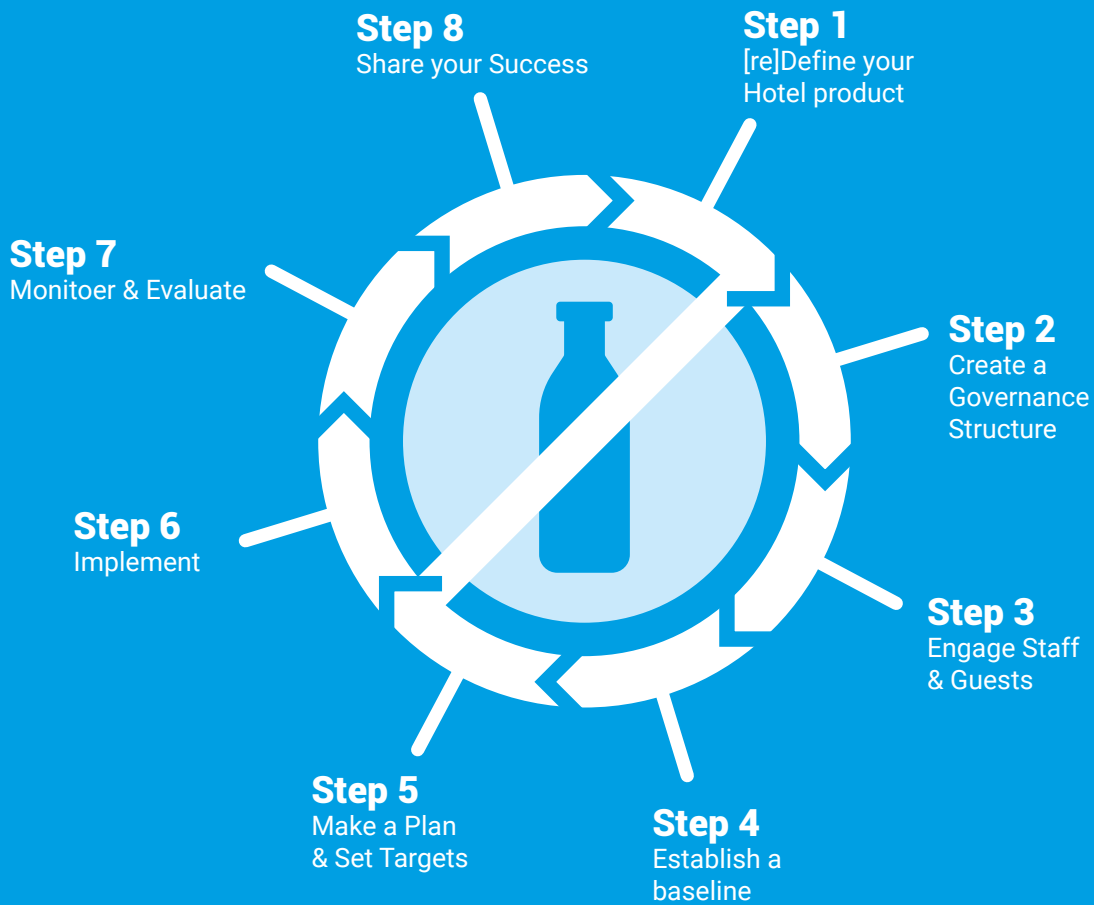 Step 1
[re]Define your
Hotel product
Step 2
Create a
Governance
Structure
Step 3
Engage Staff
& Guests
Step 4
Establish a
baseline
Step 5
Make a Plan
& Set Targets
Step 6
Implement
Step 7
Monitoer & Evaluate
Step 8
Share your Success